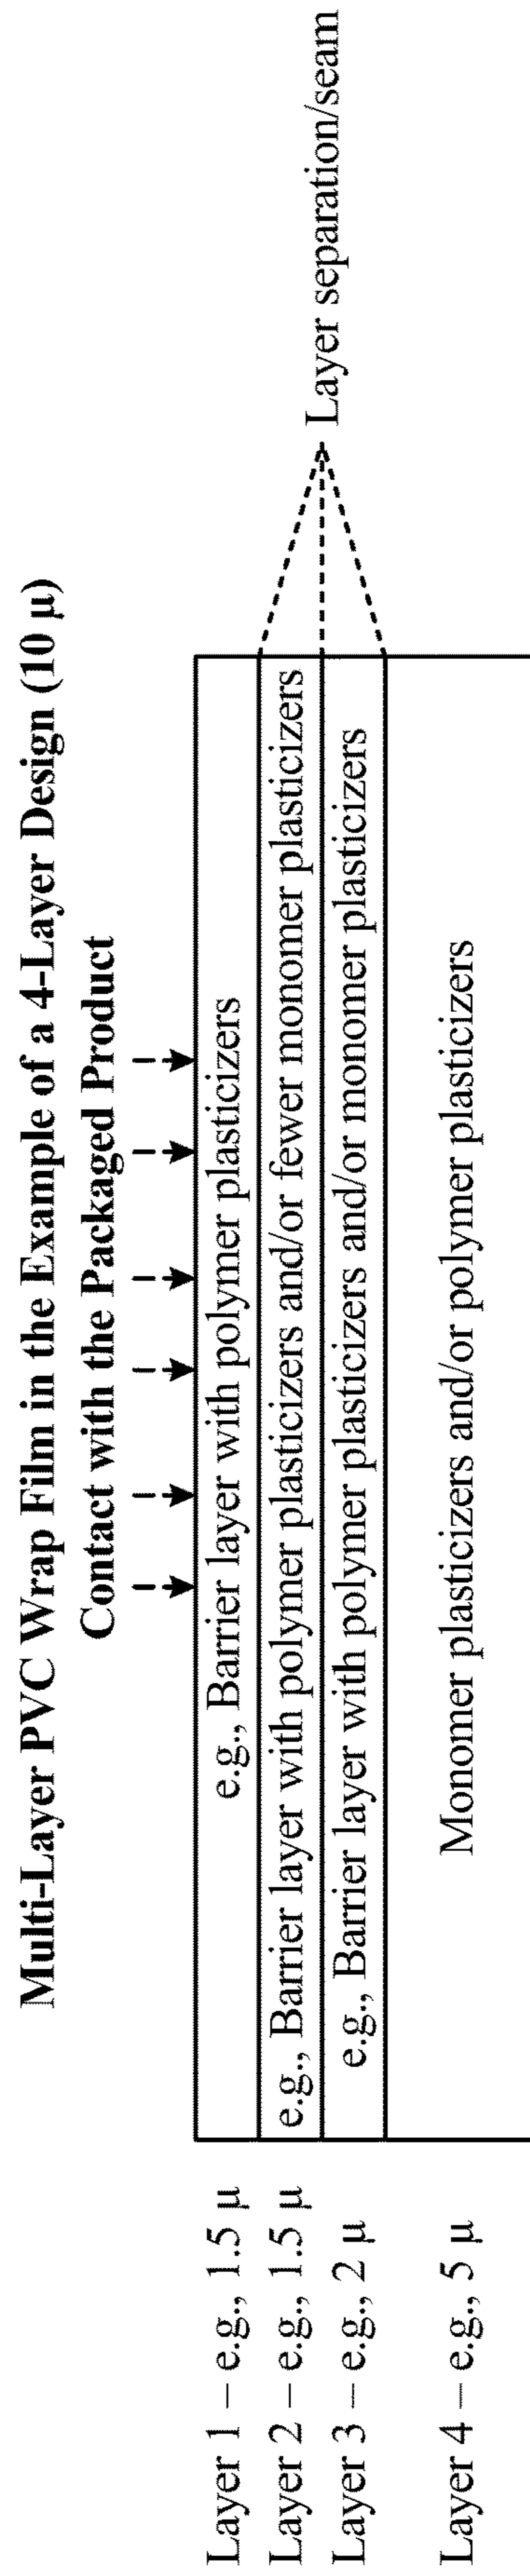 Multi-Layer PVC Wrap Film in the Example of a 4-Layer Design (10 µ)
Contact with the Packaged Product
Layer 1 – e.g., 1.5 µ
e.g., Barrier layer with polymer plasticizers
Layer 2 – e.g., 1.5 µ
e.g., Barrier layer with polymer plasticizers and/or fewer monomer plasticizers
Layer separation/seam
Layer 3 – e.g., 2 µ
e.g., Barrier layer with polymer plasticizers and/or monomer plasticizers
Layer 4 – e.g., 5 µ
Monomer plasticizers and/or polymer plasticizers